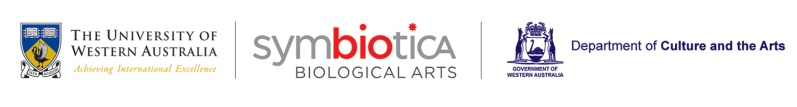 THE UNIVERSITY OF
WESTERN AUSTRALIA
Achieving International Excellence
symbioticA
BIOLOGICAL ARTS
GOVERNMENT OF
WESTERN AUSTRALIA
Department of Culture and the Arts